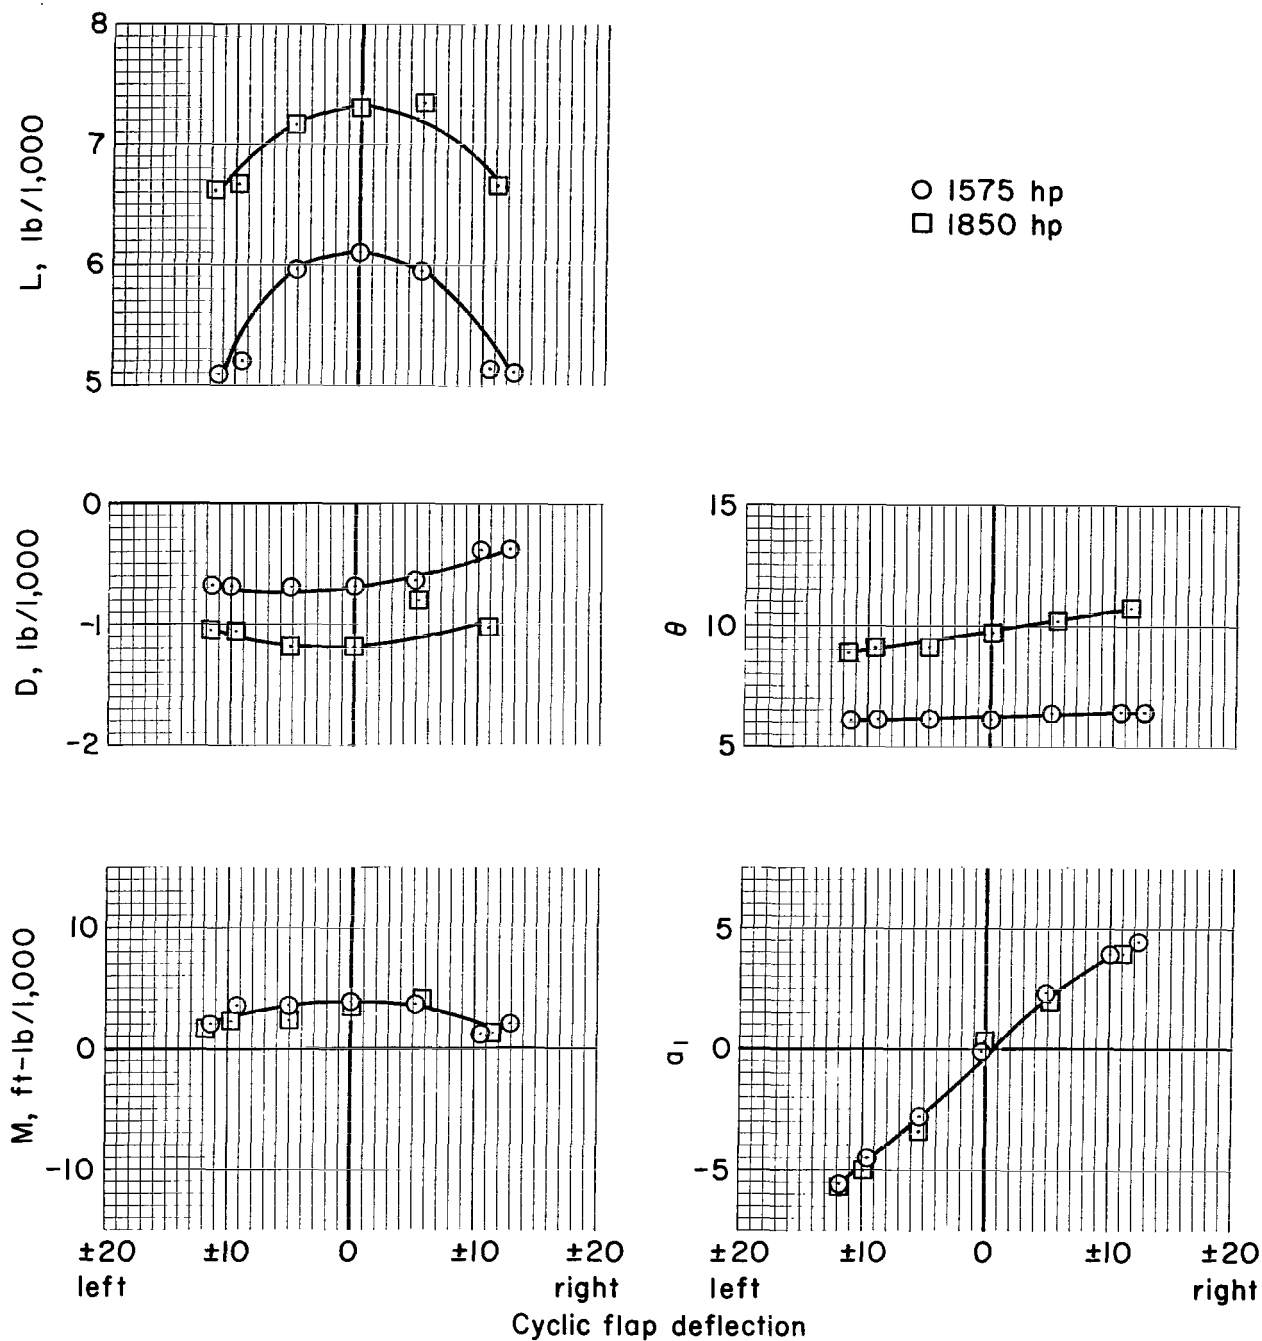 8
7
6
5
L, lb/1,000
1575 hp
1850 hp
0
-1
-2
D, lb/1,000
15
10
5
θ
10
0
-10
M, ft-lb/1,000
±20 ±10 0 ±10 ±20
left right
5
0
-5
a₁
±20 ±10 0 ±10 ±20
left right
Cyclic flap deflection